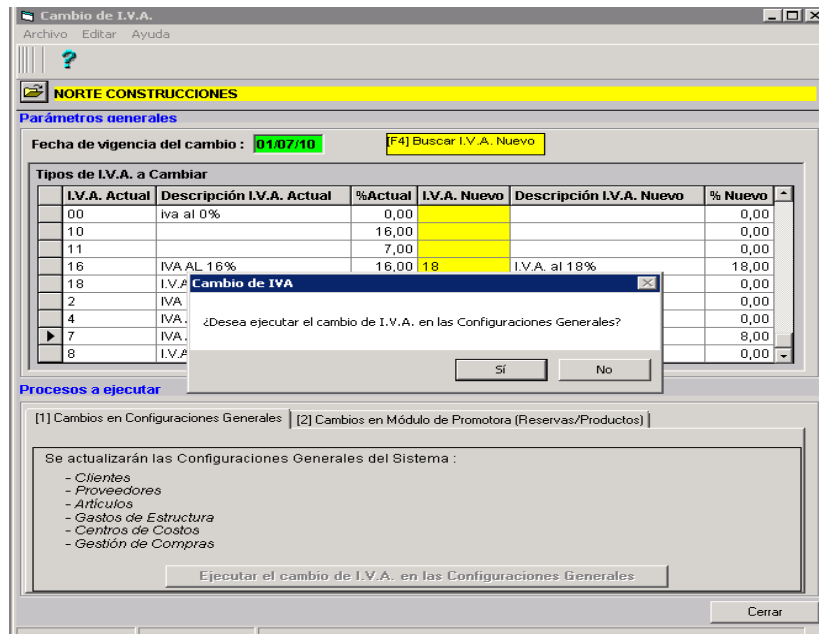 Cambio de I.V.A.
Archivo Editar Ayuda
?
NORTE CONSTRUCCIONES
Parámetros generales
Fecha de vigencia del cambio : 01/07/10 [F4] Buscar I.V.A. Nuevo
Tipos de I.V.A. a Cambiar
I.V.A. Actual Descripción I.V.A. Actual %Actual I.V.A. Nuevo Descripción I.V.A. Nuevo % Nuevo
00 iva al 0% 0,00 0,00
10 16,00 0,00
11 7,00 0,00
16 IVA AL 16% 16,00 18 I.V.A. al 18% 18,00
18 I.V.A 0,00
2 IVA 0,00
4 IVA. 0,00
7 IVA. 8,00
8 I.V.A 0,00
Cambio de IVA
¿Desea ejecutar el cambio de I.V.A. en las Configuraciones Generales?
Sí No
Procesos a ejecutar
[1] Cambios en Configuraciones Generales [2] Cambios en Módulo de Promotora (Reservas/Productos)
Se actualizarán las Configuraciones Generales del Sistema :
- Clientes
- Proveedores
- Artículos
- Gastos de Estructura
- Centros de Costos
- Gestión de Compras
Ejecutar el cambio de I.V.A. en las Configuraciones Generales
Cerrar